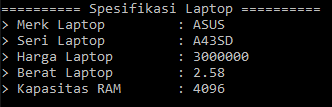 ========== Spesifikasi Laptop ==========
> Merk Laptop : ASUS
> Seri Laptop : A43SD
> Harga Laptop : 3000000
> Berat Laptop : 2.58
> Kapasitas RAM : 4096